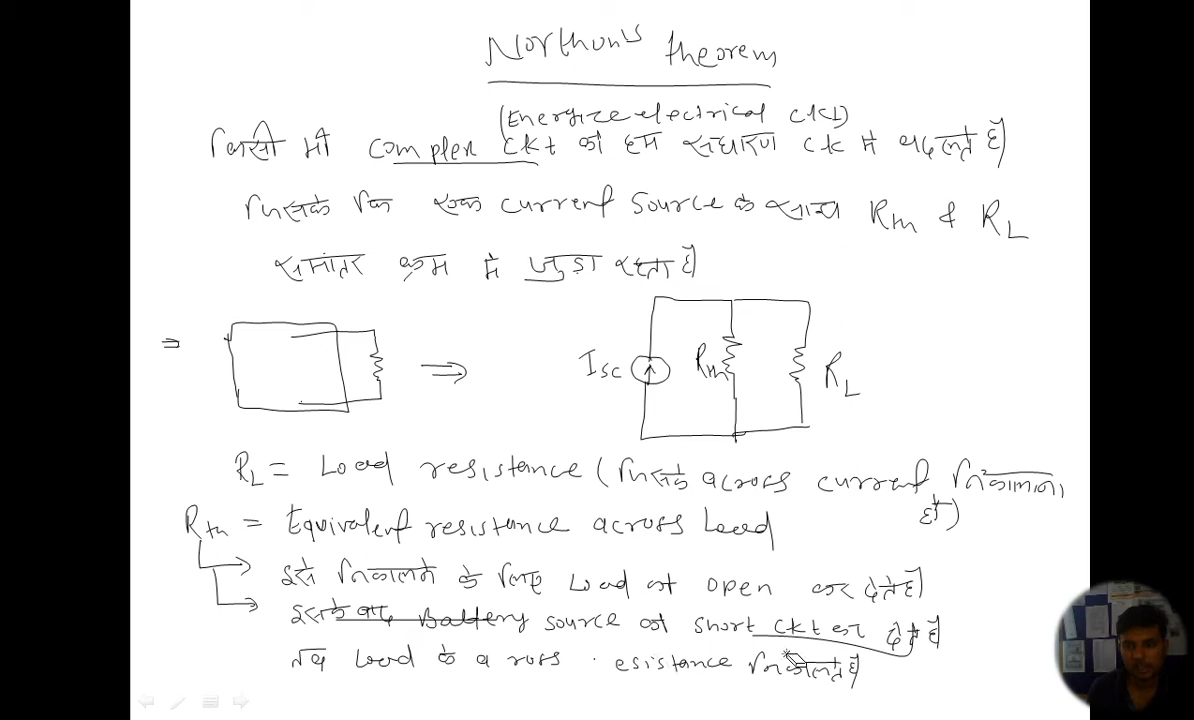 Northon's theorem
(Energize electrical ckt)
किसी भी complex ckt को हम साधारण ck में बदलते हैं
जिसके कि एक current source के साथ Rth & RL
समांतर क्रम में जुड़ा रहता है
⇒ ⇒ Isc Rth RL
RL = Load resistance (जिसके across current निकालना है)
Rth = Equivalent resistance across Load
इसे निकालने के लिए Load को open कर देते हैं
इसके बाद Battery source को short ckt कर देते हैं
तब Load के across esistance निकालते हैं